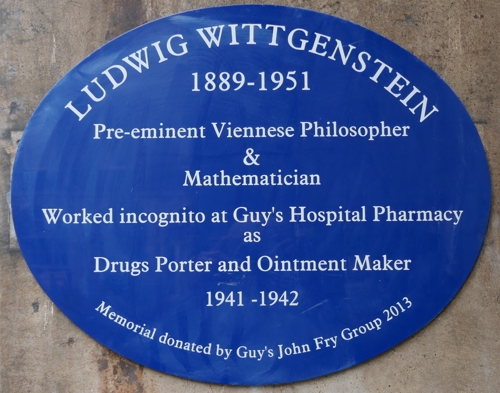 LUDWIG WITTGENSTEIN
1889-1951
Pre-eminent Viennese Philosopher
&
Mathematician
Worked incognito at Guy's Hospital Pharmacy
as
Drugs Porter and Ointment Maker
1941 -1942
Memorial donated by Guy's John Fry Group 2013